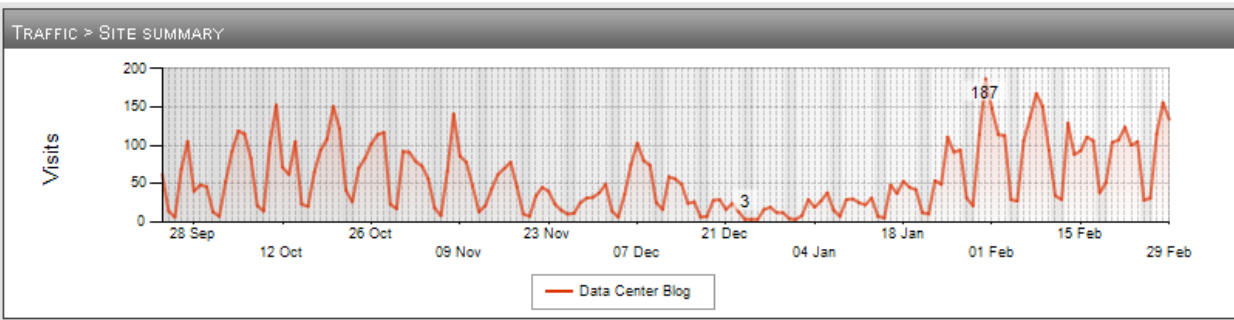 TRAFFIC > SITE SUMMARY
200
150
100
50
0
Visits
187
3
28 Sep
12 Oct
26 Oct
09 Nov
23 Nov
07 Dec
21 Dec
04 Jan
18 Jan
01 Feb
15 Feb
29 Feb
Data Center Blog